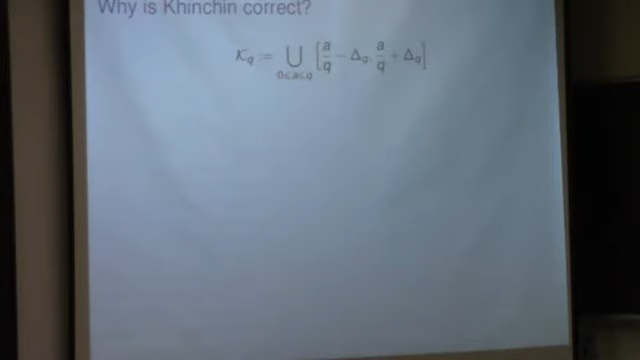 Why is Khinchin correct?
𝒦_q := ⋃_{0≤a≤q} [a/q − Δ_q, a/q + Δ_q]